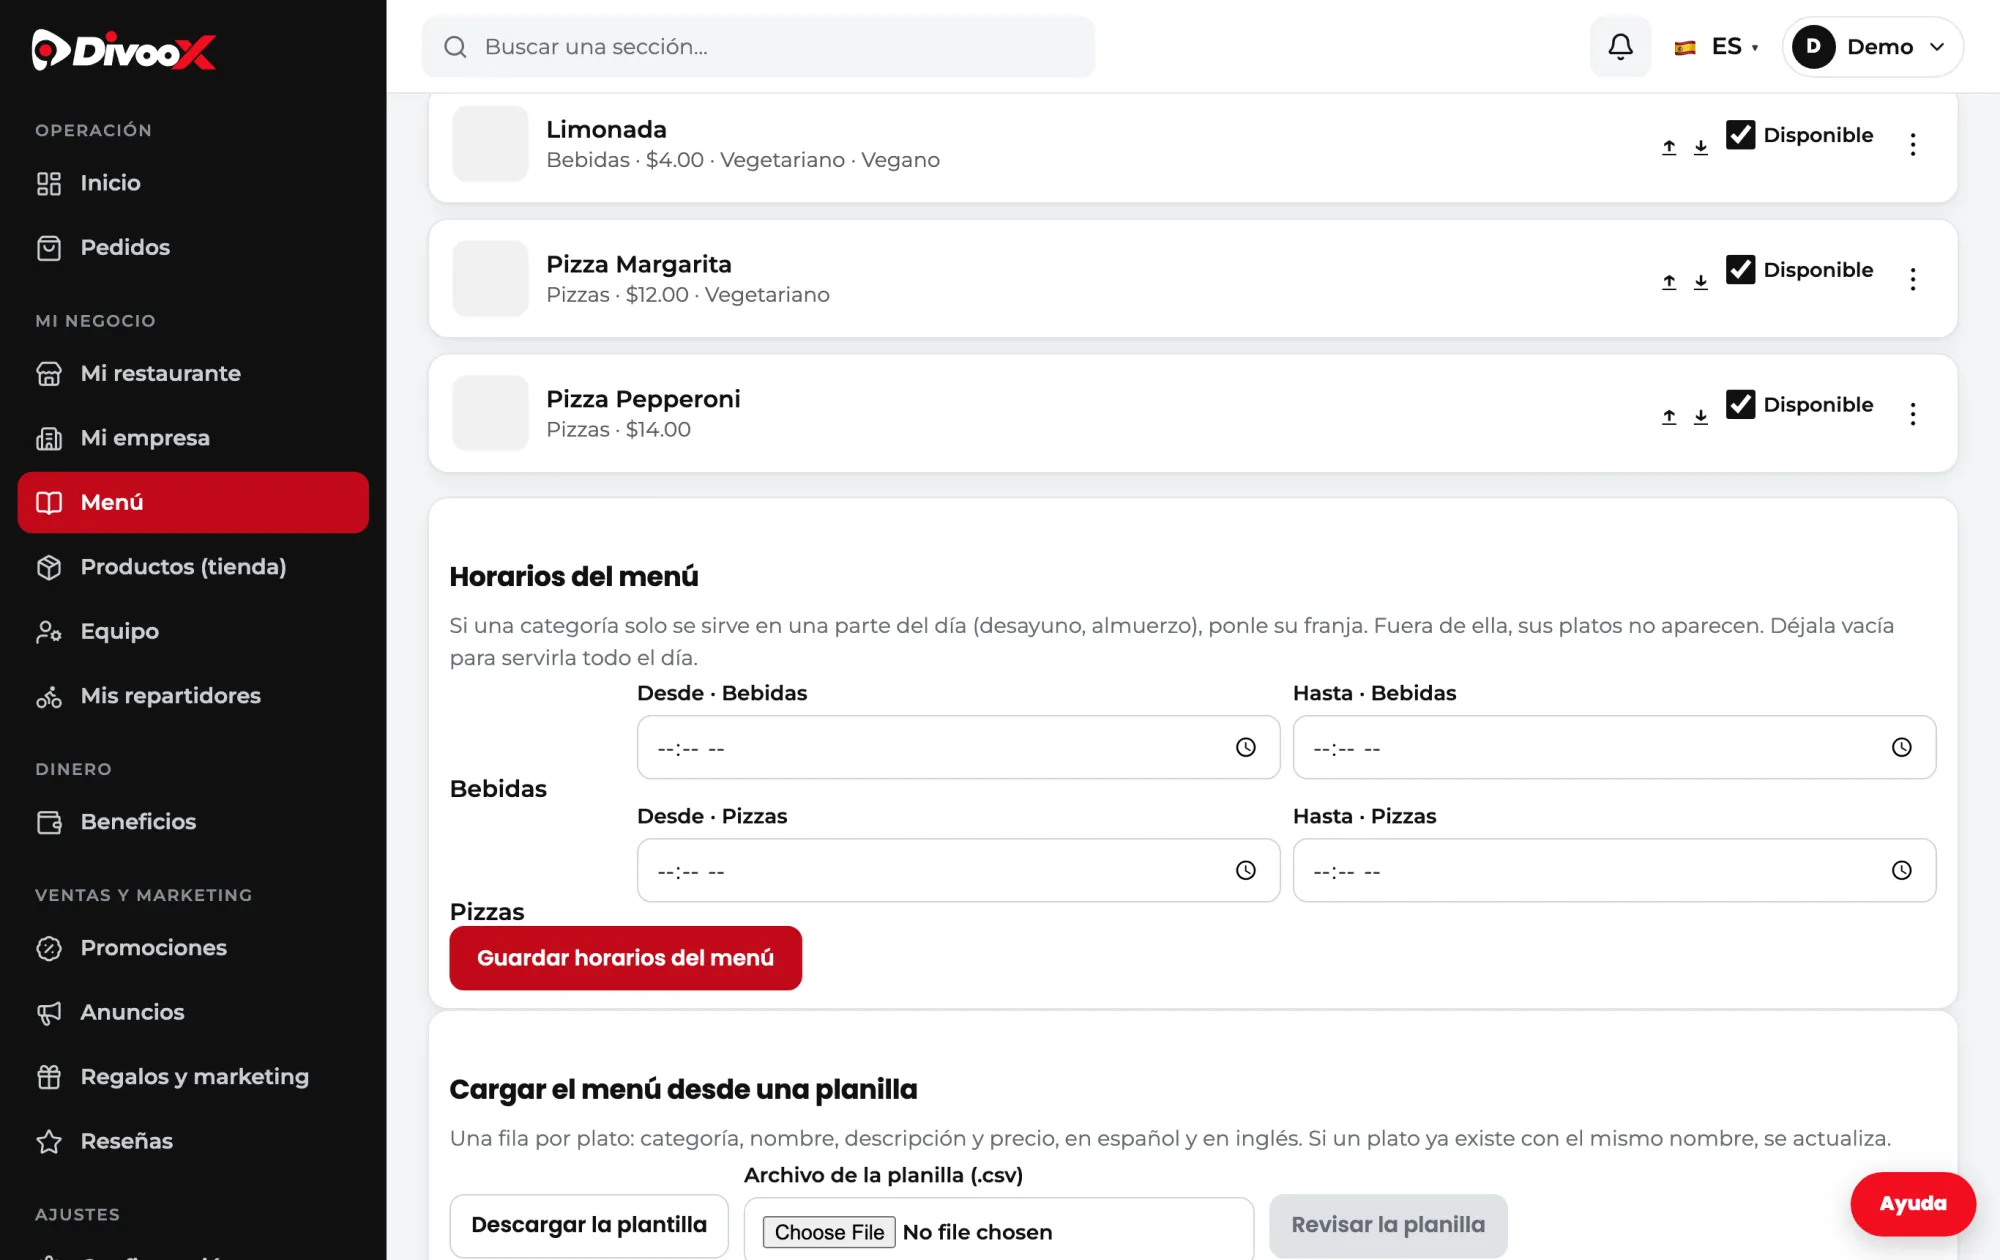 DivooX
OPERACIÓN
Inicio
Pedidos
MI NEGOCIO
Mi restaurante
Mi empresa
Menú
Productos (tienda)
Equipo
Mis repartidores
DINERO
Beneficios
VENTAS Y MARKETING
Promociones
Anuncios
Regalos y marketing
Reseñas
AJUSTES
Buscar una sección...
ES
D
Demo
Limonada
Bebidas · $4.00 · Vegetariano · Vegano
Disponible
Pizza Margarita
Pizzas · $12.00 · Vegetariano
Disponible
Pizza Pepperoni
Pizzas · $14.00
Disponible
Horarios del menú
Si una categoría solo se sirve en una parte del día (desayuno, almuerzo), ponle su franja. Fuera de ella, sus platos no aparecen. Déjala vacía
para servirla todo el día.
Desde · Bebidas
Hasta · Bebidas
--:-- --
--:-- --
Bebidas
Desde · Pizzas
Hasta · Pizzas
--:-- --
--:-- --
Pizzas
Guardar horarios del menú
Cargar el menú desde una planilla
Una fila por plato: categoría, nombre, descripción y precio, en español y en inglés. Si un plato ya existe con el mismo nombre, se actualiza.
Archivo de la planilla (.csv)
Descargar la plantilla
Choose File No file chosen
Revisar la planilla
Ayuda